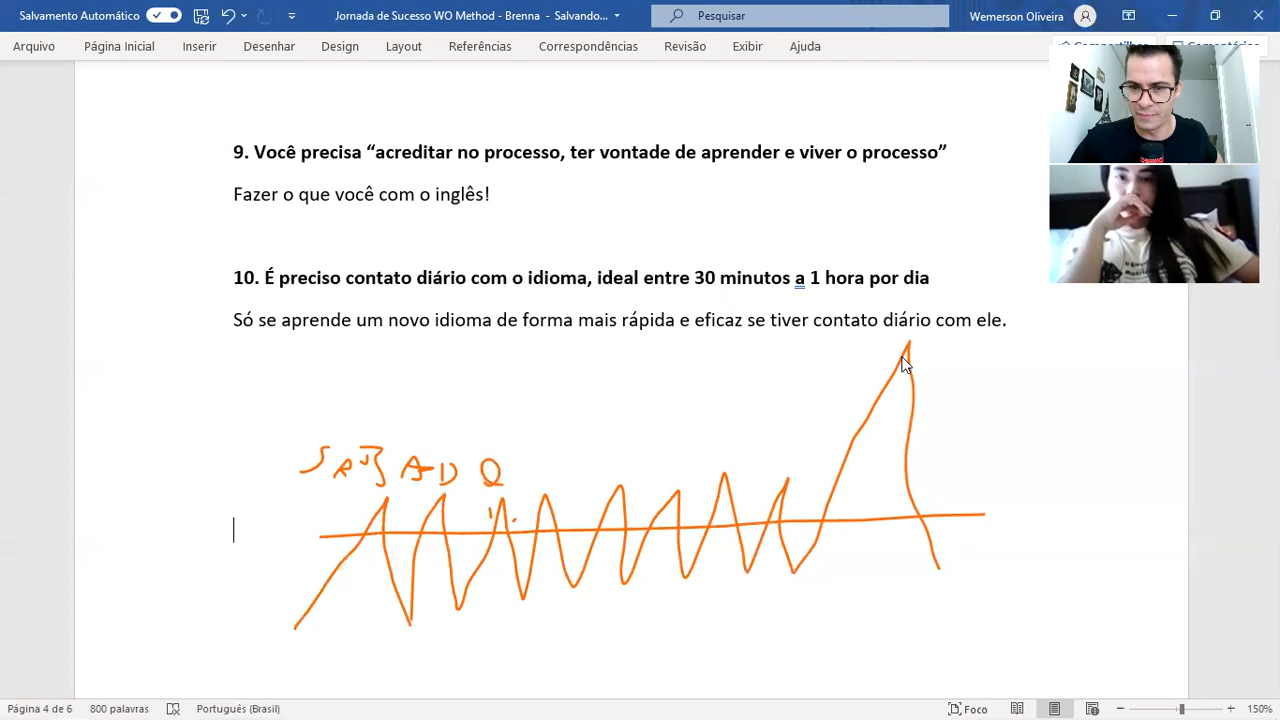 Salvamento Automático Jornada de Sucesso WO Method - Brenna - Salvando... Pesquisar Wemerson Oliveira
Arquivo Página Inicial Inserir Desenhar Design Layout Referências Correspondências Revisão Exibir Ajuda
9. Você precisa “acreditar no processo, ter vontade de aprender e viver o processo”
Fazer o que você com o inglês!
10. É preciso contato diário com o idioma, ideal entre 30 minutos a 1 hora por dia
Só se aprende um novo idioma de forma mais rápida e eficaz se tiver contato diário com ele.
Página 4 de 6 800 palavras Português (Brasil) Foco 150%